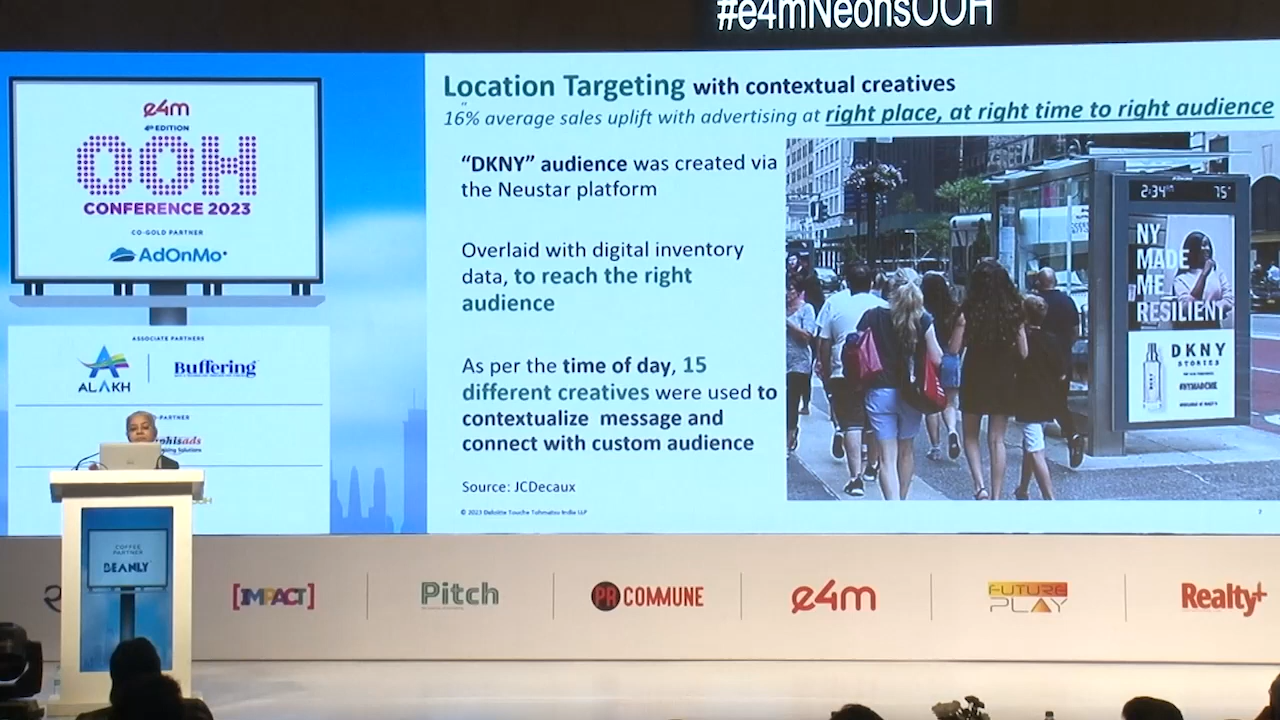 #e4mNeonsOOH
e4m
4th EDITION
OOH
CONFERENCE 2023
CO-GOLD PARTNER
AdOnMo
ASSOCIATE PARTNERS
ALAKH
Buffering
-PARTNER
phisads
COFFEE
PARTNER
BEANLY
Location Targeting with contextual creatives
16% average sales uplift with advertising at right place, at right time to right audience
"DKNY" audience was created via
the Neustar platform
Overlaid with digital inventory
data, to reach the right
audience
As per the time of day, 15
different creatives were used to
contextualize message and
connect with custom audience
Source: JCDecaux
© 2023 Deloitte Touche Tohmatsu India LLP
2:34
75°
NY
MADE
ME
RESILIENT
DKNY
STORIES
[IMPACT]
Pitch
PR COMMUNE
e4m
FUTURE
PLAY
Realty+